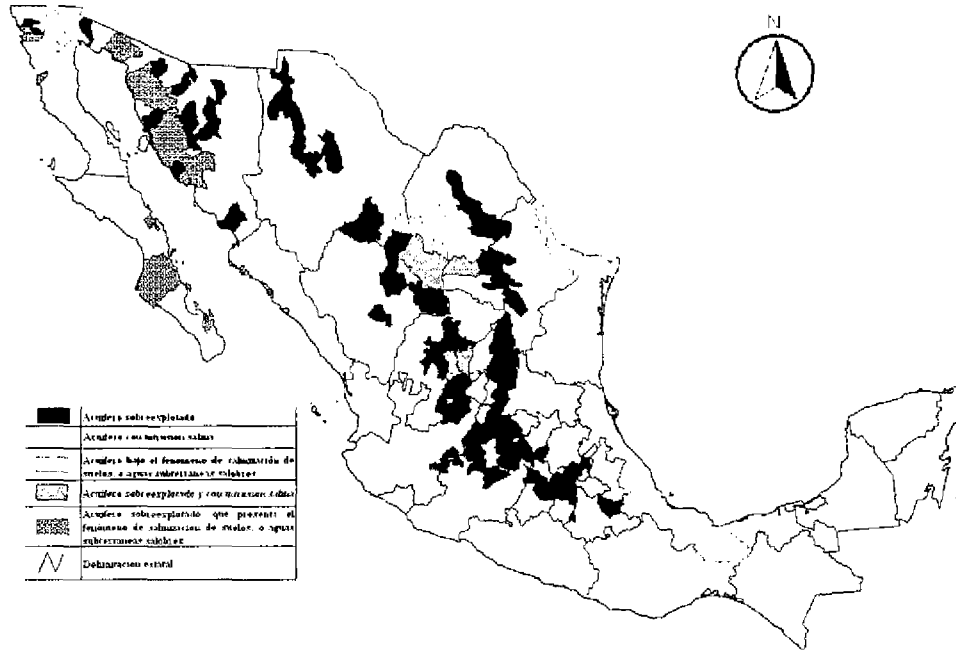 N
Acuífero sobreexplotado
Acuífero con intrusión salina
Acuífero bajo el fenómeno de salinización de
suelos, o aguas subterráneas salobres
Acuífero sobreexplotado y con intrusión salina
Acuífero sobreexplotado que presenta el
fenómeno de salinización de suelos, o aguas
subterráneas salobres
Delimitación estatal